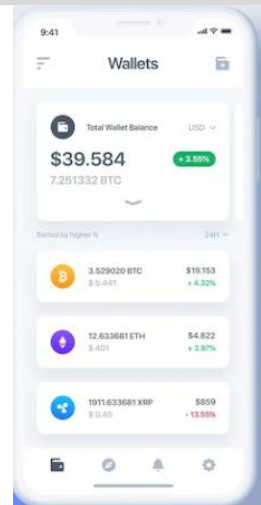 9:41
Wallets
Total Wallet Balance USD
$39.584 + 3.55%
7.251332 BTC
Sorted by higher % 24H
3.529020 BTC $19.153
$ 5.441 + 4.32%
12.633681 ETH $4.822
$ 401 + 3.97%
1911.633681 XRP $859
$ 0.45 - 13.55%